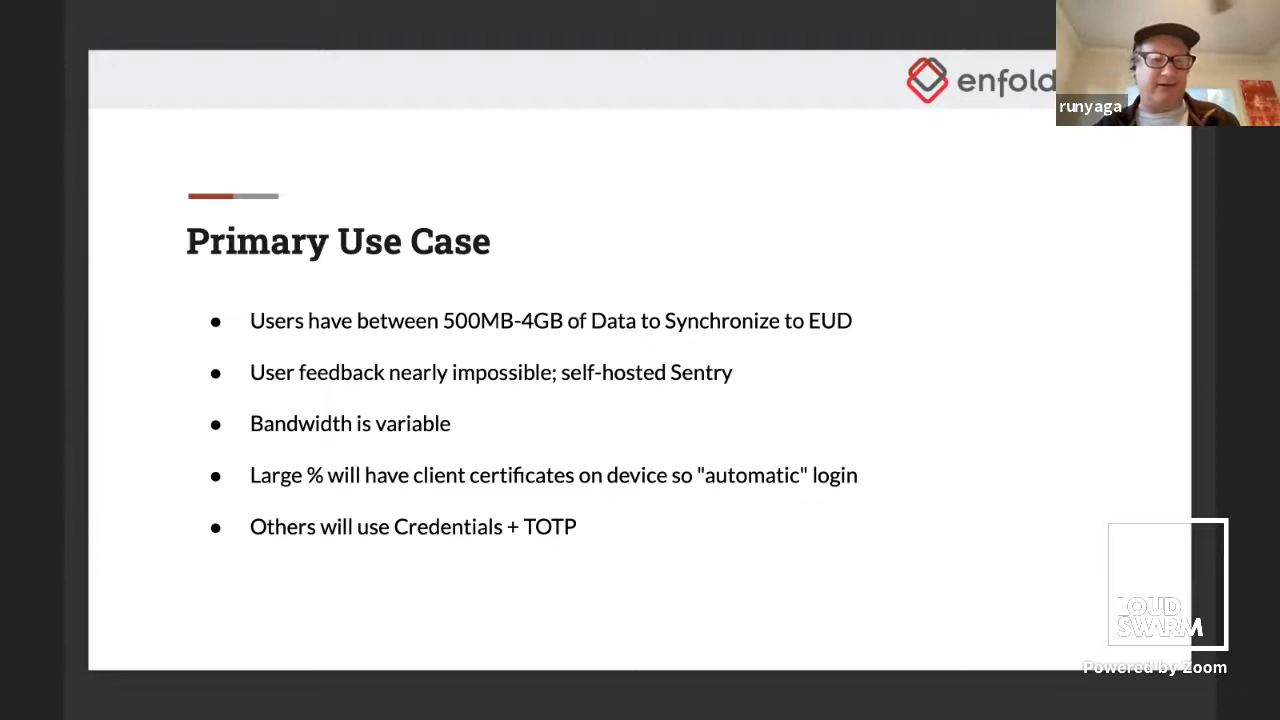 enfold
runyaga
Primary Use Case
● Users have between 500MB-4GB of Data to Synchronize to EUD
● User feedback nearly impossible; self-hosted Sentry
● Bandwidth is variable
● Large % will have client certificates on device so "automatic" login
● Others will use Credentials + TOTP
LOUD
SWARM
Powered by Zoom